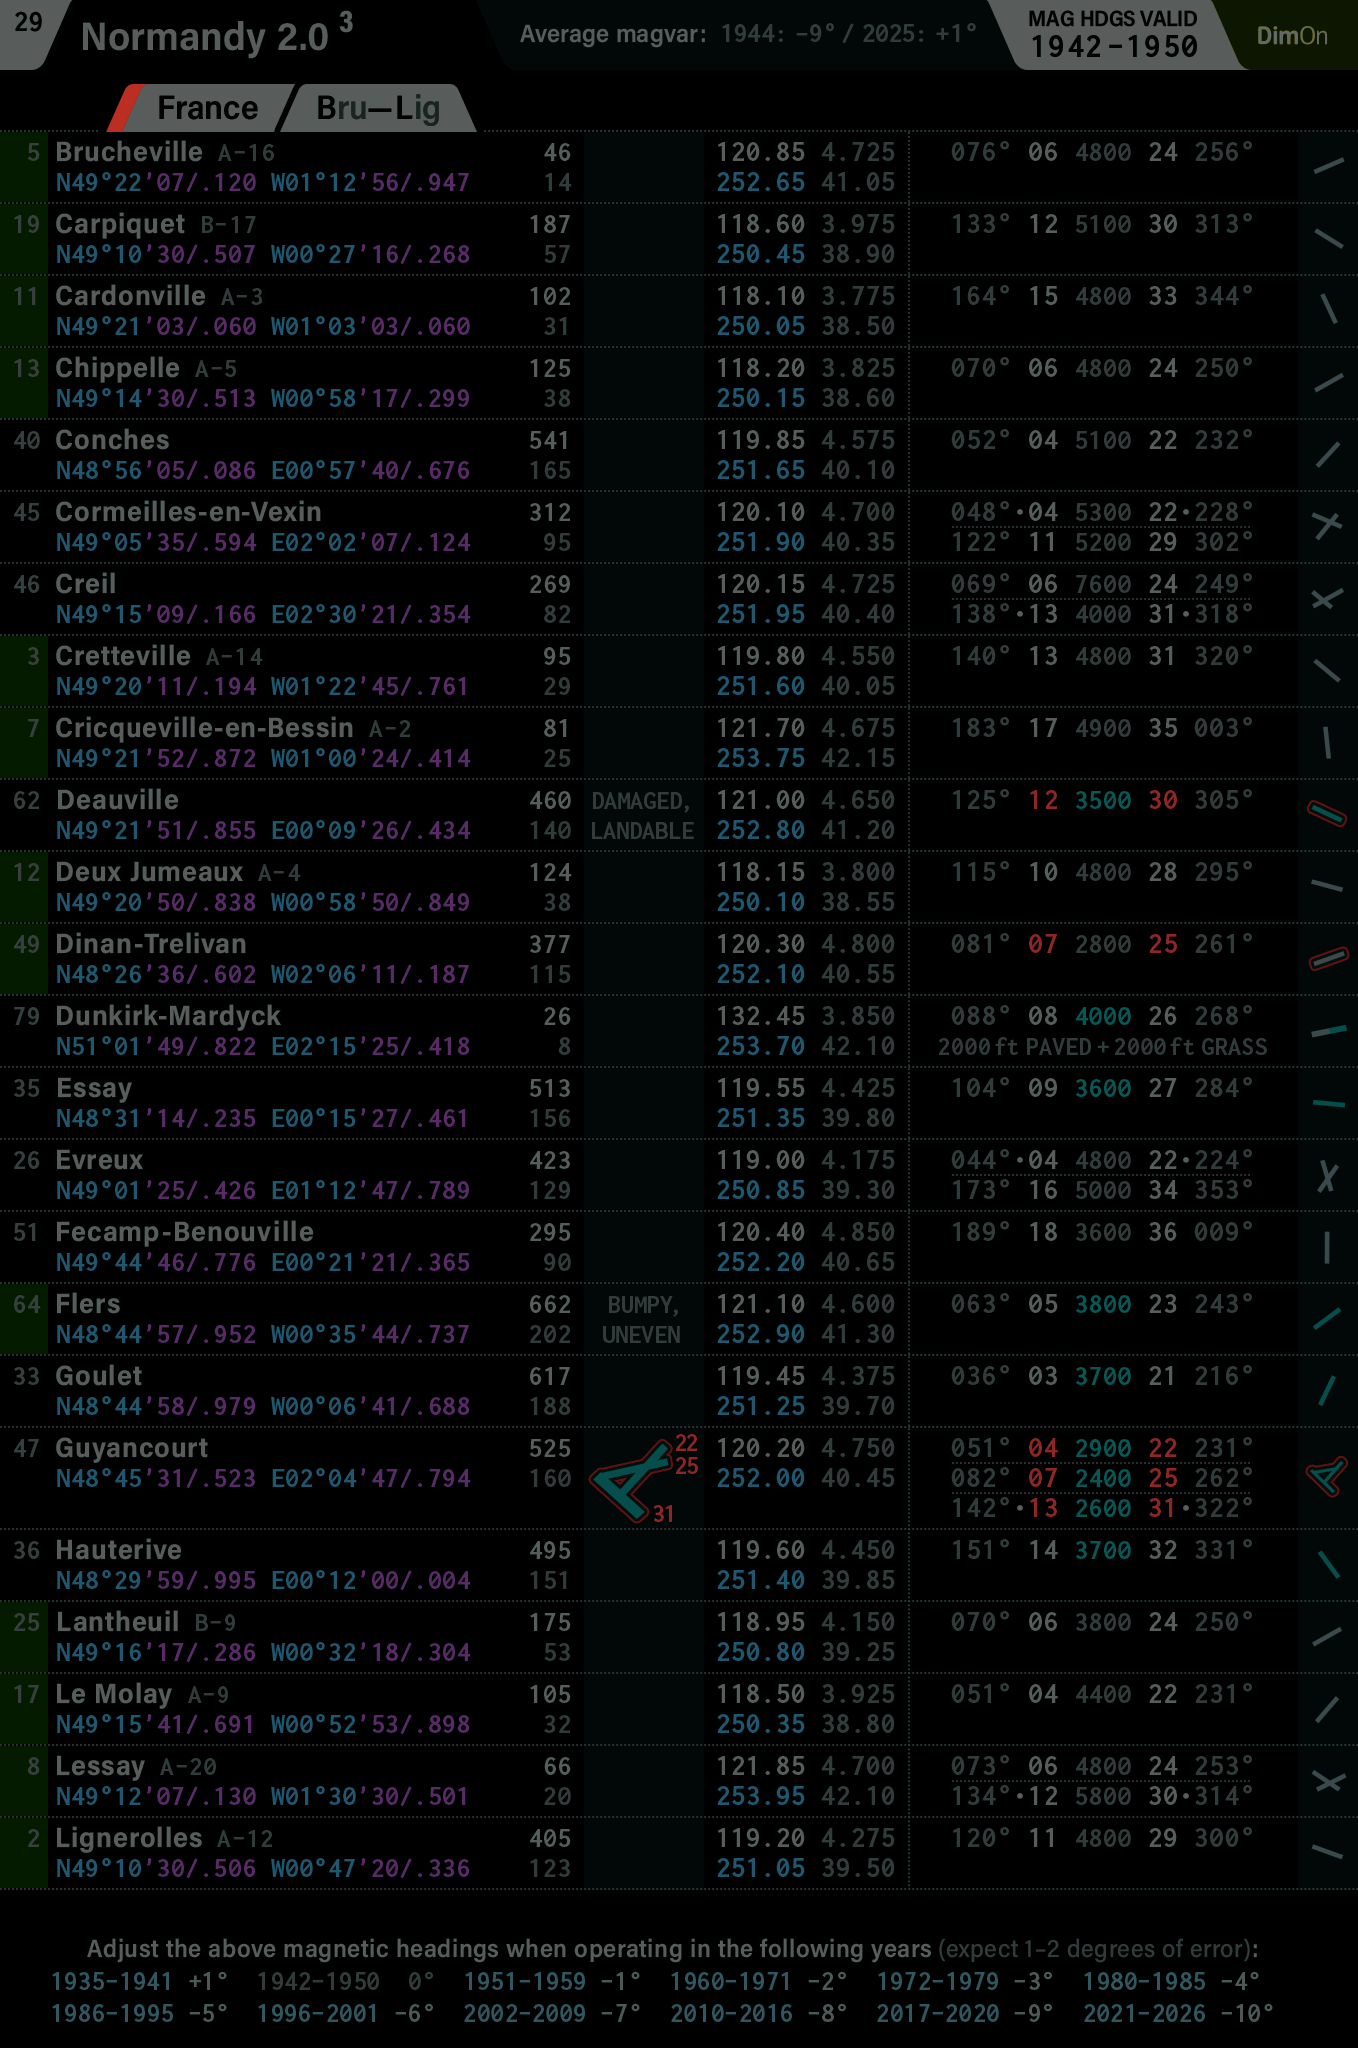 29
Normandy 2.0 3
Average magvar: 1944: −9° / 2025: +1°
MAG HDGS VALID
1942–1950
DimOn
France
Bru—Lig
5 Brucheville A-16 46 120.85 4.725 076° 06 4800 24 256°
N49°22'07/.120 W01°12'56/.947 14 252.65 41.05
19 Carpiquet B-17 187 118.60 3.975 133° 12 5100 30 313°
N49°10'30/.507 W00°27'16/.268 57 250.45 38.90
11 Cardonville A-3 102 118.10 3.775 164° 15 4800 33 344°
N49°21'03/.060 W01°03'03/.060 31 250.05 38.50
13 Chippelle A-5 125 118.20 3.825 070° 06 4800 24 250°
N49°14'30/.513 W00°58'17/.299 38 250.15 38.60
40 Conches 541 119.85 4.575 052° 04 5100 22 232°
N48°56'05/.086 E00°57'40/.676 165 251.65 40.10
45 Cormeilles-en-Vexin 312 120.10 4.700 048°•04 5300 22•228°
N49°05'35/.594 E02°02'07/.124 95 251.90 40.35 122° 11 5200 29 302°
46 Creil 269 120.15 4.725 069° 06 7600 24 249°
N49°15'09/.166 E02°30'21/.354 82 251.95 40.40 138°•13 4000 31•318°
3 Cretteville A-14 95 119.80 4.550 140° 13 4800 31 320°
N49°20'11/.194 W01°22'45/.761 29 251.60 40.05
7 Cricqueville-en-Bessin A-2 81 121.70 4.675 183° 17 4900 35 003°
N49°21'52/.872 W01°00'24/.414 25 253.75 42.15
62 Deauville 460 DAMAGED, 121.00 4.650 125° 12 3500 30 305°
N49°21'51/.855 E00°09'26/.434 140 LANDABLE 252.80 41.20
12 Deux Jumeaux A-4 124 118.15 3.800 115° 10 4800 28 295°
N49°20'50/.838 W00°58'50/.849 38 250.10 38.55
49 Dinan-Trelivan 377 120.30 4.800 081° 07 2800 25 261°
N48°26'36/.602 W02°06'11/.187 115 252.10 40.55
79 Dunkirk-Mardyck 26 132.45 3.850 088° 08 4000 26 268°
N51°01'49/.822 E02°15'25/.418 8 253.70 42.10 2000 ft PAVED + 2000 ft GRASS
35 Essay 513 119.55 4.425 104° 09 3600 27 284°
N48°31'14/.235 E00°15'27/.461 156 251.35 39.80
26 Evreux 423 119.00 4.175 044°•04 4800 22•224°
N49°01'25/.426 E01°12'47/.789 129 250.85 39.30 173° 16 5000 34 353°
51 Fecamp-Benouville 295 120.40 4.850 189° 18 3600 36 009°
N49°44'46/.776 E00°21'21/.365 90 252.20 40.65
64 Flers 662 BUMPY, 121.10 4.600 063° 05 3800 23 243°
N48°44'57/.952 W00°35'44/.737 202 UNEVEN 252.90 41.30
33 Goulet 617 119.45 4.375 036° 03 3700 21 216°
N48°44'58/.979 W00°06'41/.688 188 251.25 39.70
47 Guyancourt 525 22 120.20 4.750 051° 04 2900 22 231°
N48°45'31/.523 E02°04'47/.794 160 25 252.00 40.45 082° 07 2400 25 262°
31 142°•13 2600 31•322°
36 Hauterive 495 119.60 4.450 151° 14 3700 32 331°
N48°29'59/.995 E00°12'00/.004 151 251.40 39.85
25 Lantheuil B-9 175 118.95 4.150 070° 06 3800 24 250°
N49°16'17/.286 W00°32'18/.304 53 250.80 39.25
17 Le Molay A-9 105 118.50 3.925 051° 04 4400 22 231°
N49°15'41/.691 W00°52'53/.898 32 250.35 38.80
8 Lessay A-20 66 121.85 4.700 073° 06 4800 24 253°
N49°12'07/.130 W01°30'30/.501 20 253.95 42.10 134°•12 5800 30•314°
2 Lignerolles A-12 405 119.20 4.275 120° 11 4800 29 300°
N49°10'30/.506 W00°47'20/.336 123 251.05 39.50
Adjust the above magnetic headings when operating in the following years (expect 1–2 degrees of error):
1935–1941 +1° 1942–1950 0° 1951–1959 −1° 1960–1971 −2° 1972–1979 −3° 1980–1985 −4°
1986–1995 −5° 1996–2001 −6° 2002–2009 −7° 2010–2016 −8° 2017–2020 −9° 2021–2026 −10°